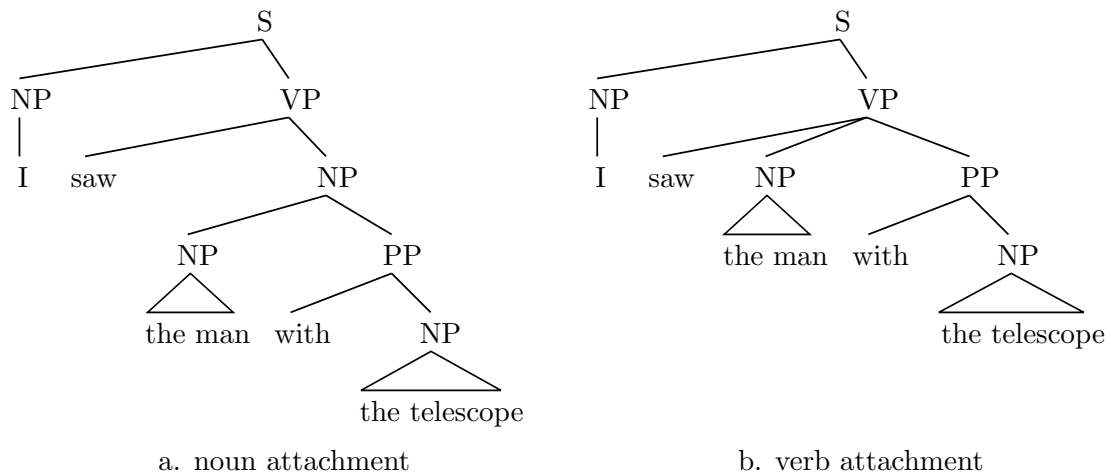 S S
NP VP NP VP
I saw NP I saw NP PP
NP PP the man with NP
the man with NP the telescope
the telescope
a. noun attachment b. verb attachment